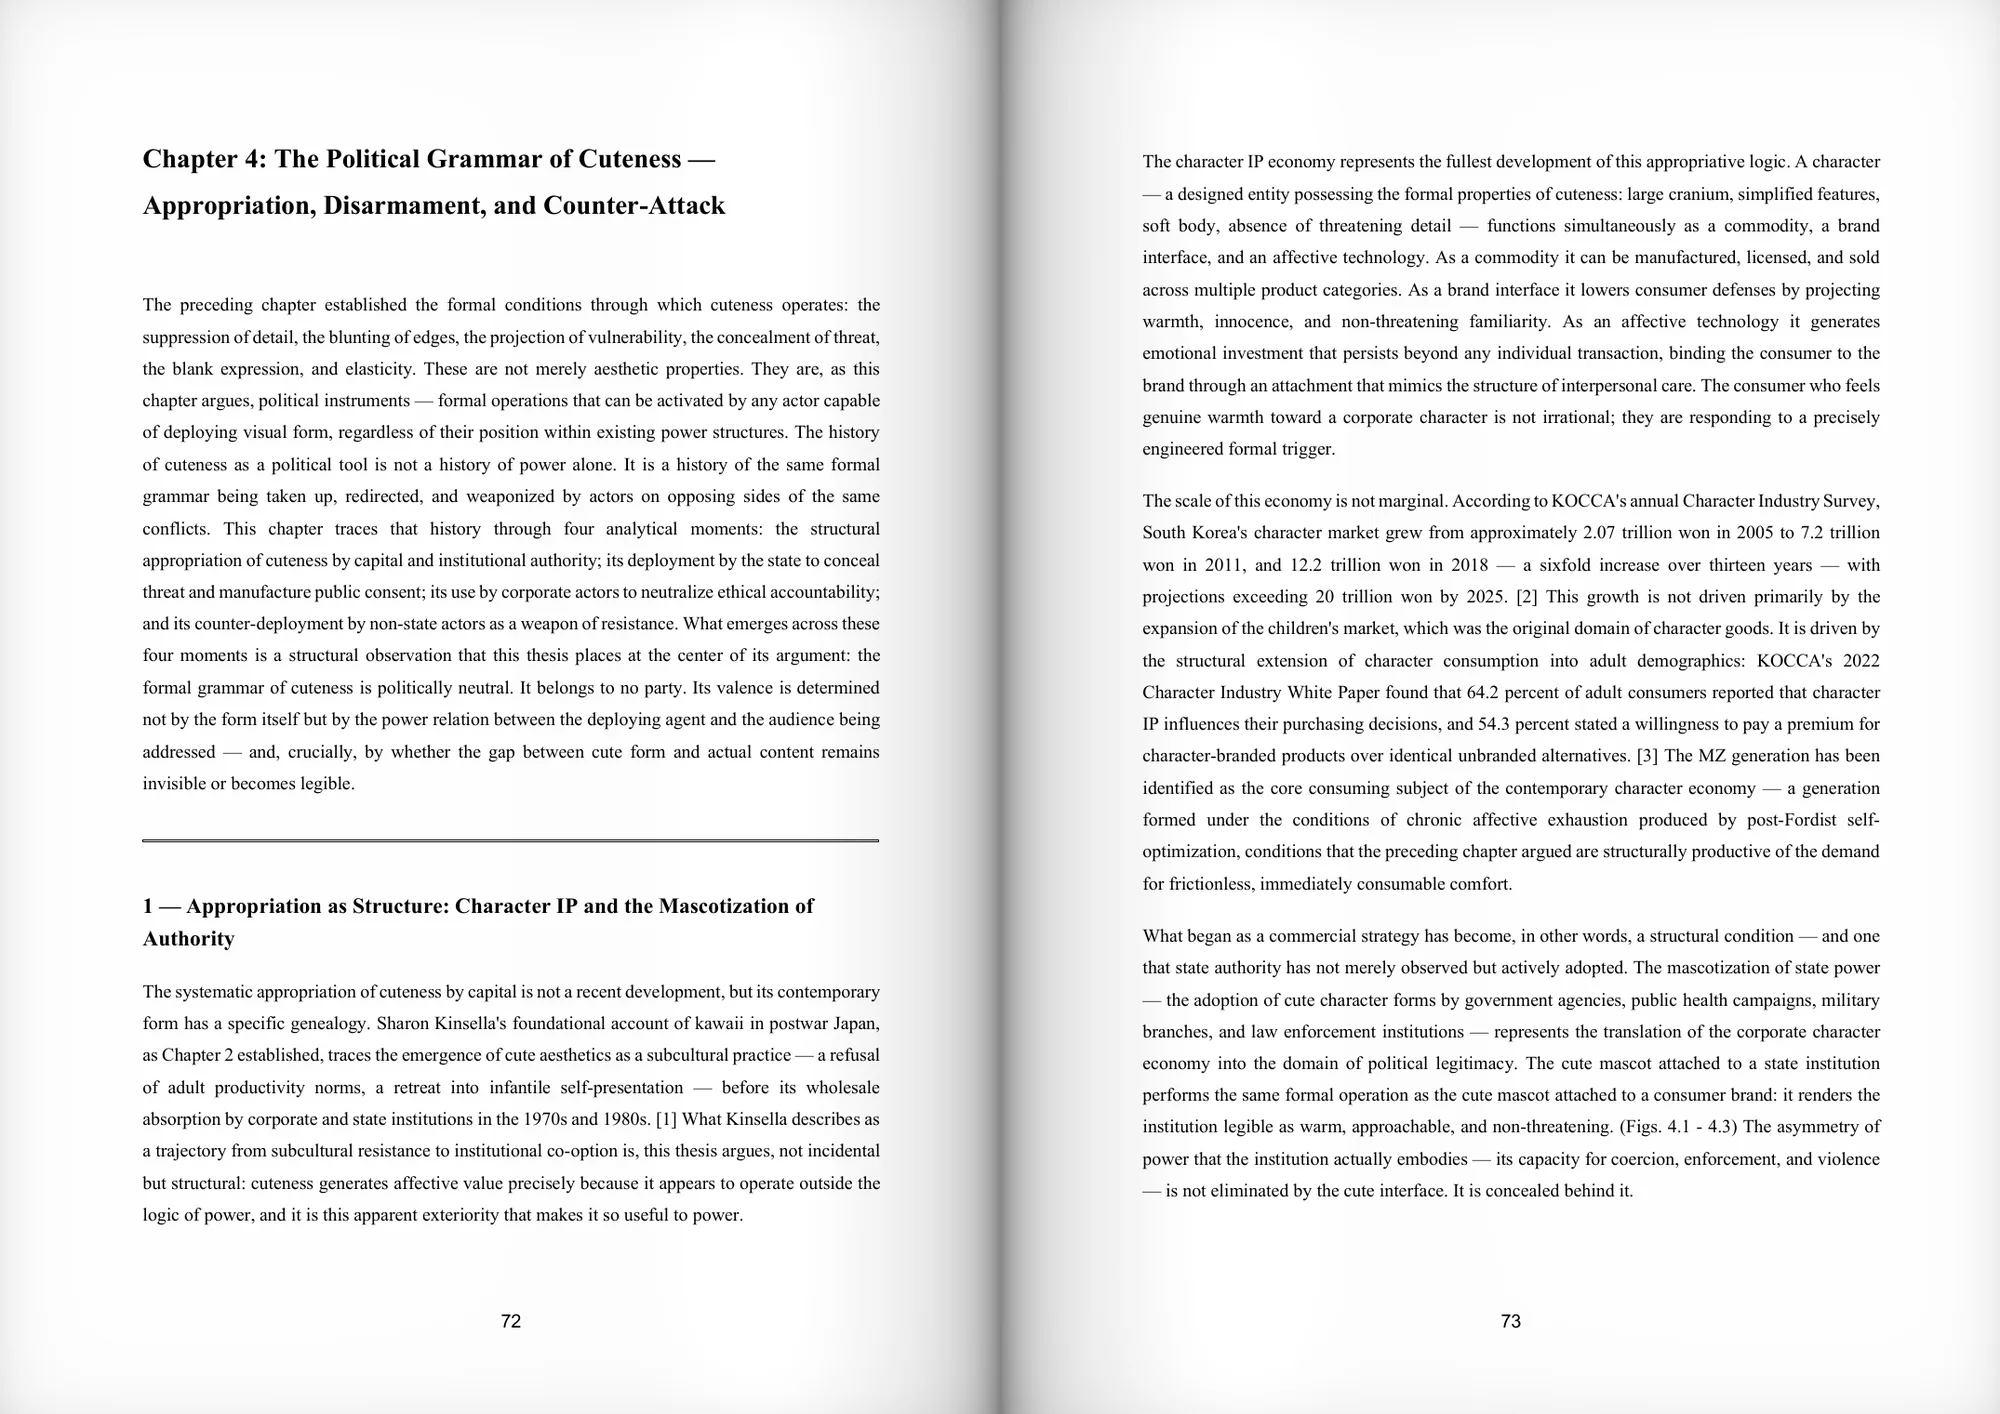 Chapter 4: The Political Grammar of Cuteness —
Appropriation, Disarmament, and Counter-Attack
The preceding chapter established the formal conditions through which cuteness operates: the
suppression of detail, the blunting of edges, the projection of vulnerability, the concealment of threat,
the blank expression, and elasticity. These are not merely aesthetic properties. They are, as this
chapter argues, political instruments — formal operations that can be activated by any actor capable
of deploying visual form, regardless of their position within existing power structures. The history
of cuteness as a political tool is not a history of power alone. It is a history of the same formal
grammar being taken up, redirected, and weaponized by actors on opposing sides of the same
conflicts. This chapter traces that history through four analytical moments: the structural
appropriation of cuteness by capital and institutional authority; its deployment by the state to conceal
threat and manufacture public consent; its use by corporate actors to neutralize ethical accountability;
and its counter-deployment by non-state actors as a weapon of resistance. What emerges across these
four moments is a structural observation that this thesis places at the center of its argument: the
formal grammar of cuteness is politically neutral. It belongs to no party. Its valence is determined
not by the form itself but by the power relation between the deploying agent and the audience being
addressed — and, crucially, by whether the gap between cute form and actual content remains
invisible or becomes legible.
1 — Appropriation as Structure: Character IP and the Mascotization of
Authority
The systematic appropriation of cuteness by capital is not a recent development, but its contemporary
form has a specific genealogy. Sharon Kinsella's foundational account of kawaii in postwar Japan,
as Chapter 2 established, traces the emergence of cute aesthetics as a subcultural practice — a refusal
of adult productivity norms, a retreat into infantile self-presentation — before its wholesale
absorption by corporate and state institutions in the 1970s and 1980s. [1] What Kinsella describes as
a trajectory from subcultural resistance to institutional co-option is, this thesis argues, not incidental
but structural: cuteness generates affective value precisely because it appears to operate outside the
logic of power, and it is this apparent exteriority that makes it so useful to power.
72
The character IP economy represents the fullest development of this appropriative logic. A character
— a designed entity possessing the formal properties of cuteness: large cranium, simplified features,
soft body, absence of threatening detail — functions simultaneously as a commodity, a brand
interface, and an affective technology. As a commodity it can be manufactured, licensed, and sold
across multiple product categories. As a brand interface it lowers consumer defenses by projecting
warmth, innocence, and non-threatening familiarity. As an affective technology it generates
emotional investment that persists beyond any individual transaction, binding the consumer to the
brand through an attachment that mimics the structure of interpersonal care. The consumer who feels
genuine warmth toward a corporate character is not irrational; they are responding to a precisely
engineered formal trigger.
The scale of this economy is not marginal. According to KOCCA's annual Character Industry Survey,
South Korea's character market grew from approximately 2.07 trillion won in 2005 to 7.2 trillion
won in 2011, and 12.2 trillion won in 2018 — a sixfold increase over thirteen years — with
projections exceeding 20 trillion won by 2025. [2] This growth is not driven primarily by the
expansion of the children's market, which was the original domain of character goods. It is driven by
the structural extension of character consumption into adult demographics: KOCCA's 2022
Character Industry White Paper found that 64.2 percent of adult consumers reported that character
IP influences their purchasing decisions, and 54.3 percent stated a willingness to pay a premium for
character-branded products over identical unbranded alternatives. [3] The MZ generation has been
identified as the core consuming subject of the contemporary character economy — a generation
formed under the conditions of chronic affective exhaustion produced by post-Fordist self-
optimization, conditions that the preceding chapter argued are structurally productive of the demand
for frictionless, immediately consumable comfort.
What began as a commercial strategy has become, in other words, a structural condition — and one
that state authority has not merely observed but actively adopted. The mascotization of state power
— the adoption of cute character forms by government agencies, public health campaigns, military
branches, and law enforcement institutions — represents the translation of the corporate character
economy into the domain of political legitimacy. The cute mascot attached to a state institution
performs the same formal operation as the cute mascot attached to a consumer brand: it renders the
institution legible as warm, approachable, and non-threatening. (Figs. 4.1 - 4.3) The asymmetry of
power that the institution actually embodies — its capacity for coercion, enforcement, and violence
— is not eliminated by the cute interface. It is concealed behind it.
73